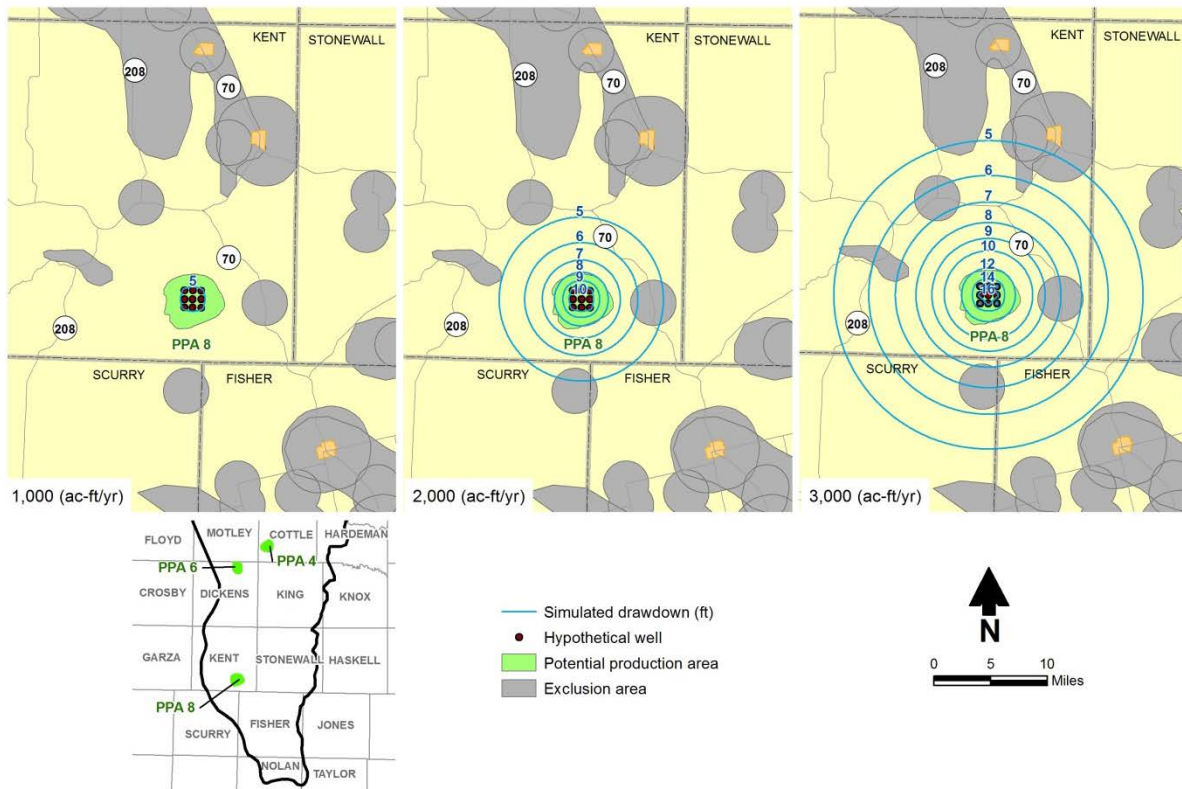 KENT
STONEWALL
208
70
70
5
208
PPA 8
SCURRY
FISHER
1,000 (ac-ft/yr)
KENT
STONEWALL
208
70
5
70
6
7
8
9
10
208
PPA 8
SCURRY
FISHER
2,000 (ac-ft/yr)
KENT
STONEWALL
208
70
5
6
7
8
9
70
10
12
14
16
208
PPA 8
SCURRY
FISHER
3,000 (ac-ft/yr)
FLOYD
MOTLEY
COTTLE
HARDEMAN
PPA 6
PPA 4
CROSBY
DICKENS
KING
KNOX
GARZA
KENT
STONEWALL
HASKELL
PPA 8
SCURRY
FISHER
JONES
NOLAN
TAYLOR
Simulated drawdown (ft)
Hypothetical well
Potential production area
Exclusion area
N
0 5 10
Miles